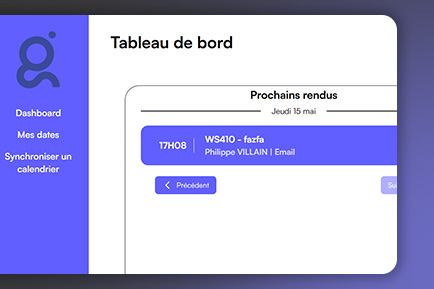 Tableau de bord
Dashboard
Mes dates
Synchroniser un
calendrier
Prochains rendus
Jeudi 15 mai
17H08
WS410 - fazfa
Philippe VILLAIN | Email
Précédent
Su